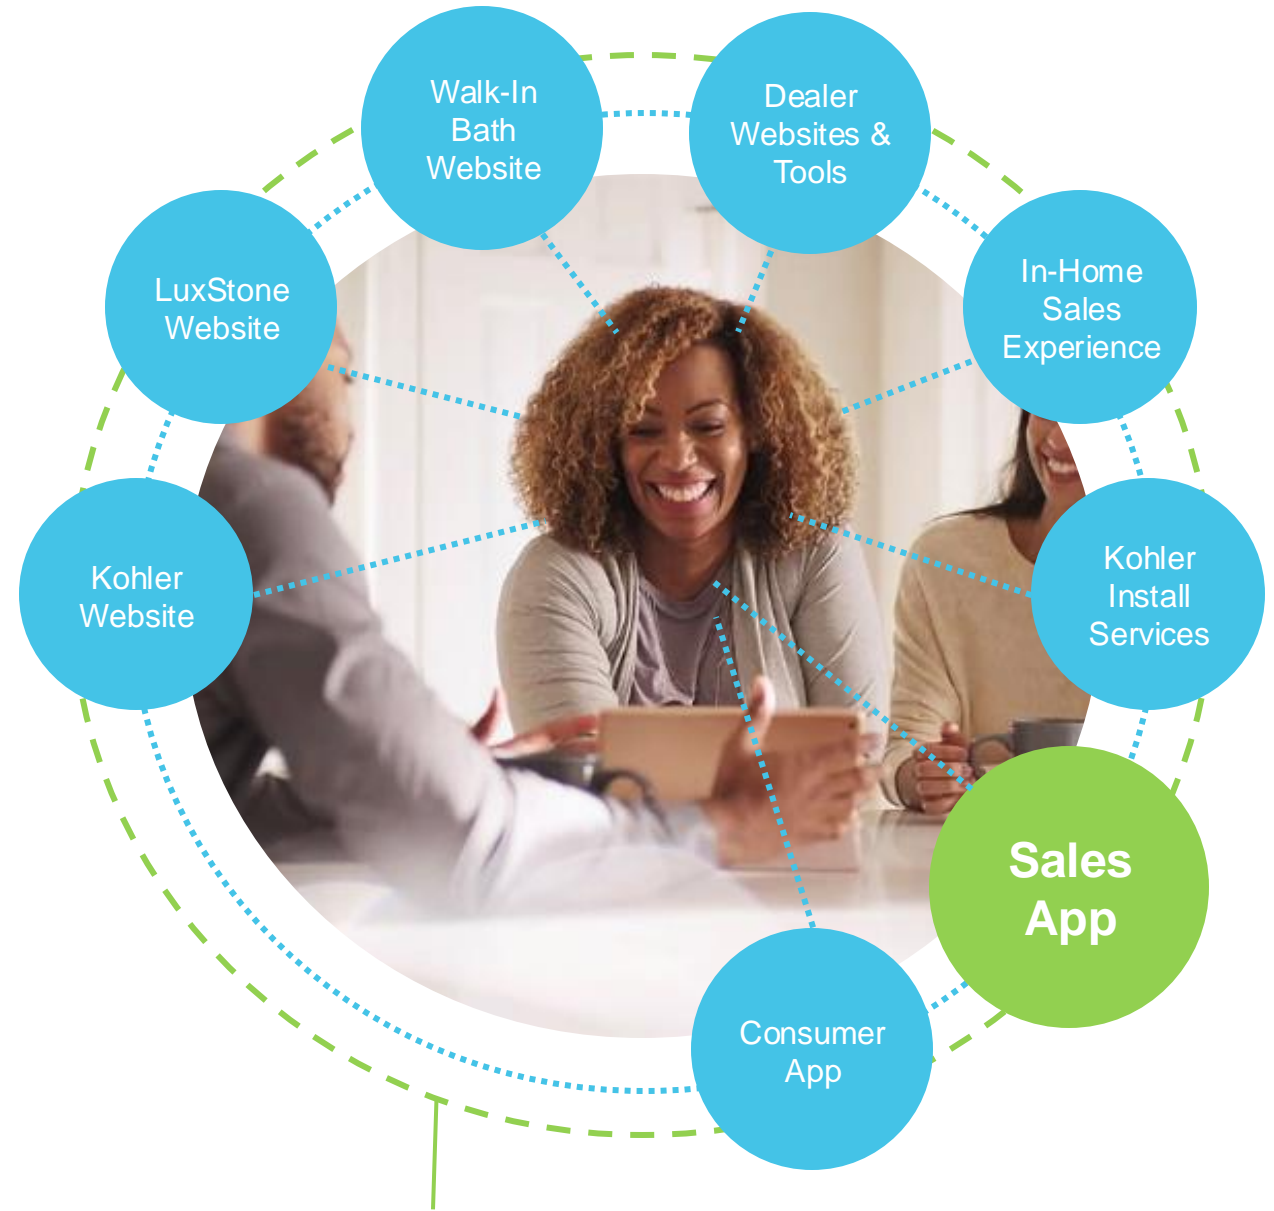 Walk-In
Bath
Website
Dealer
Websites &
Tools
LuxStone
Website
In-Home
Sales
Experience
Kohler
Website
Kohler
Install
Services
Sales
App
Consumer
App